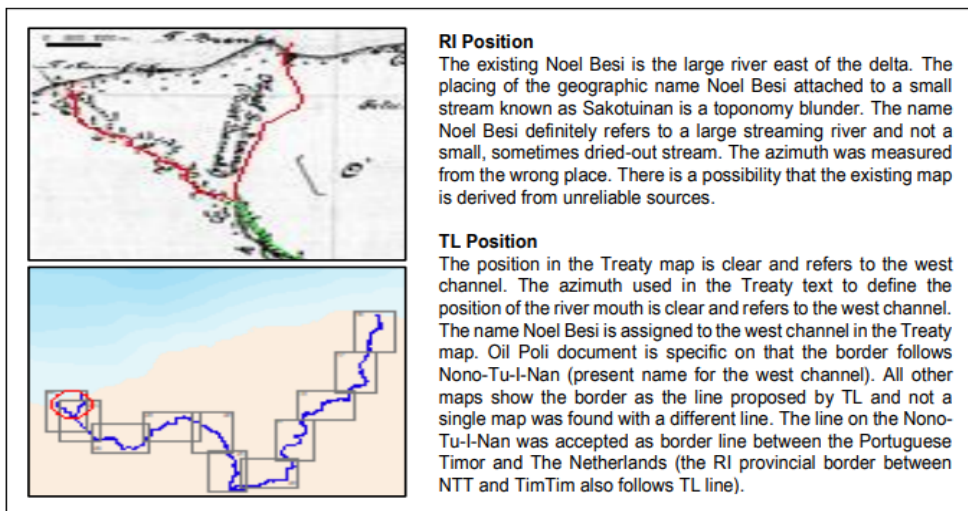 RI Position
The existing Noel Besi is the large river east of the delta. The
placing of the geographic name Noel Besi attached to a small
stream known as Sakotuinan is a toponomy blunder. The name
Noel Besi definitely refers to a large streaming river and not a
small, sometimes dried-out stream. The azimuth was measured
from the wrong place. There is a possibility that the existing map
is derived from unreliable sources.
TL Position
The position in the Treaty map is clear and refers to the west
channel. The azimuth used in the Treaty text to define the
position of the river mouth is clear and refers to the west channel.
The name Noel Besi is assigned to the west channel in the Treaty
map. Oil Poli document is specific on that the border follows
Nono-Tu-I-Nan (present name for the west channel). All other
maps show the border as the line proposed by TL and not a
single map was found with a different line. The line on the Nono-
Tu-I-Nan was accepted as border line between the Portuguese
Timor and The Netherlands (the RI provincial border between
NTT and TimTim also follows TL line).